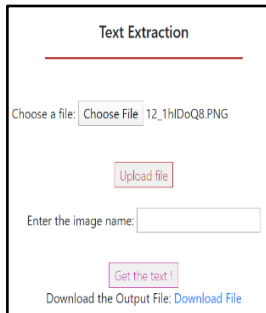 Text Extraction
Choose a file: Choose File 12_1hIDoQ8.PNG
Upload file
Enter the image name:
Get the text !
Download the Output File: Download File